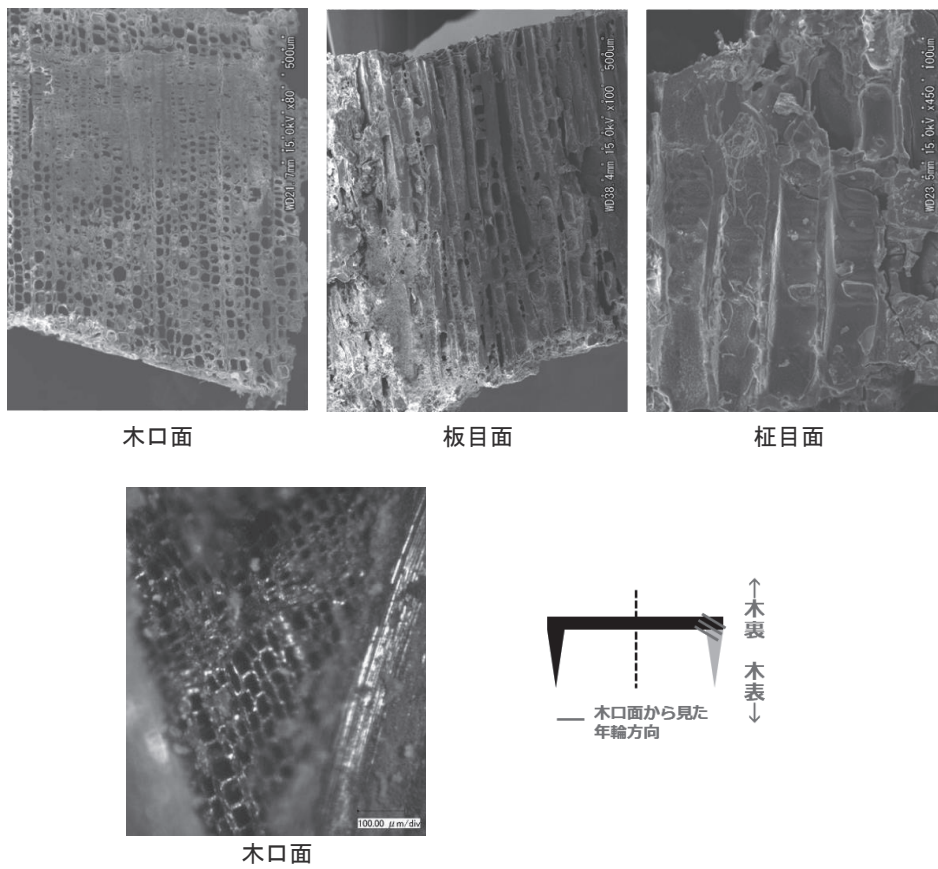 WD21.7mm 15.0kV x80 500um
WD38.4mm 15.0kV x100 500um
WD23.5mm 15.0kV x450 100um
木口面
板目面
柾目面
100.00 μm/div
木口面
←木裏 木表→
木口面から見た
年輪方向